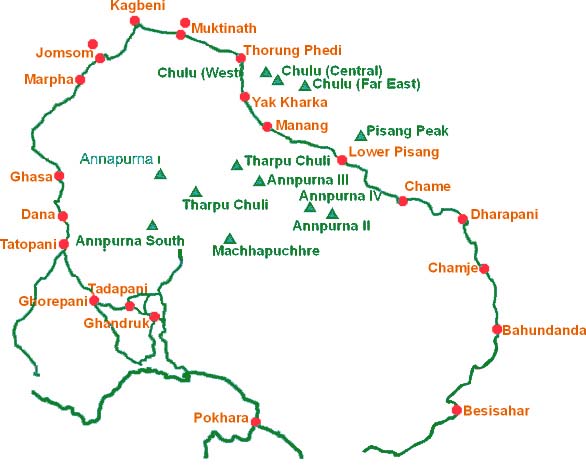 Kagbeni
Muktinath
Jomsom
Thorung Phedi
Chulu (West)
Chulu (Central)
Marpha
Chulu (Far East)
Yak Kharka
Manang
Pisang Peak
Lower Pisang
Annapurna I
Tharpu Chuli
Ghasa
Annpurna III
Chame
Tharpu Chuli
Annpurna IV
Dana
Dharapani
Annpurna II
Tatopani
Annpurna South
Machhapuchhre
Chamje
Tadapani
Ghorepani
Ghandruk
Bahundanda
Besisahar
Pokhara